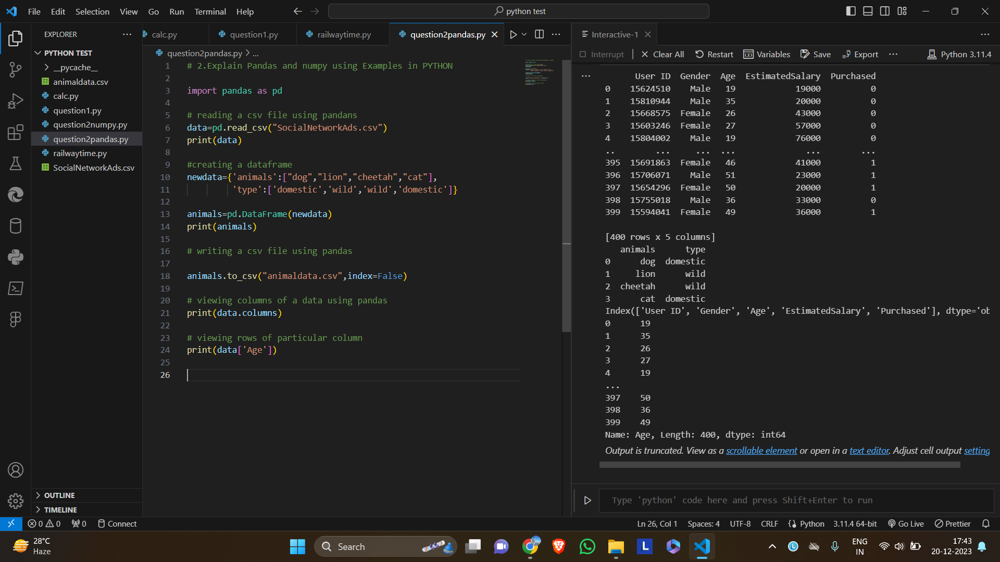 File Edit Selection View Go Run Terminal Help
python test
EXPLORER
PYTHON TEST
__pycache__
animaldata.csv
calc.py
question1.py
question2numpy.py
question2pandas.py
railwaytime.py
SocialNetworkAds.csv
OUTLINE
TIMELINE
calc.py question1.py railwaytime.py question2pandas.py
question2pandas.py > ...
1 # 2.Explain Pandas and numpy using Examples in PYTHON
2
3 import pandas as pd
4
5 # reading a csv file using pandans
6 data=pd.read_csv("SocialNetworkAds.csv")
7 print(data)
8
9 #creating a dataframe
10 newdata={'animals':["dog","lion","cheetah","cat"],
11 'type':['domestic','wild','wild','domestic']}
12
13 animals=pd.DataFrame(newdata)
14 print(animals)
15
16 # writing a csv file using pandas
17
18 animals.to_csv("animaldata.csv",index=False)
19
20 # viewing columns of a data using pandas
21 print(data.columns)
22
23 # viewing rows of particular column
24 print(data['Age'])
25
26
Interactive-1
Interrupt Clear All Restart Variables Save Export ... Python 3.11.4
... User ID Gender Age EstimatedSalary Purchased
0 15624510 Male 19 19000 0
1 15810944 Male 35 20000 0
2 15668575 Female 26 43000 0
3 15603246 Female 27 57000 0
4 15804002 Male 19 76000 0
.. ... ... ... ... ...
395 15691863 Female 46 41000 1
396 15706071 Male 51 23000 1
397 15654296 Female 50 20000 1
398 15755018 Male 36 33000 0
399 15594041 Female 49 36000 1
[400 rows x 5 columns]
animals type
0 dog domestic
1 lion wild
2 cheetah wild
3 cat domestic
Index(['User ID', 'Gender', 'Age', 'EstimatedSalary', 'Purchased'], dtype='ob
0 19
1 35
2 26
3 27
4 19
...
397 50
398 36
399 49
Name: Age, Length: 400, dtype: int64
Output is truncated. View as a scrollable element or open in a text editor. Adjust cell output setting
Type 'python' code here and press Shift+Enter to run
0 0 0 Connect
Ln 26, Col 1 Spaces: 4 UTF-8 CRLF Python 3.11.4 64-bit Go Live Prettier
28°C
Haze
Search
L
L
ENG
IN
17:43
20-12-2023